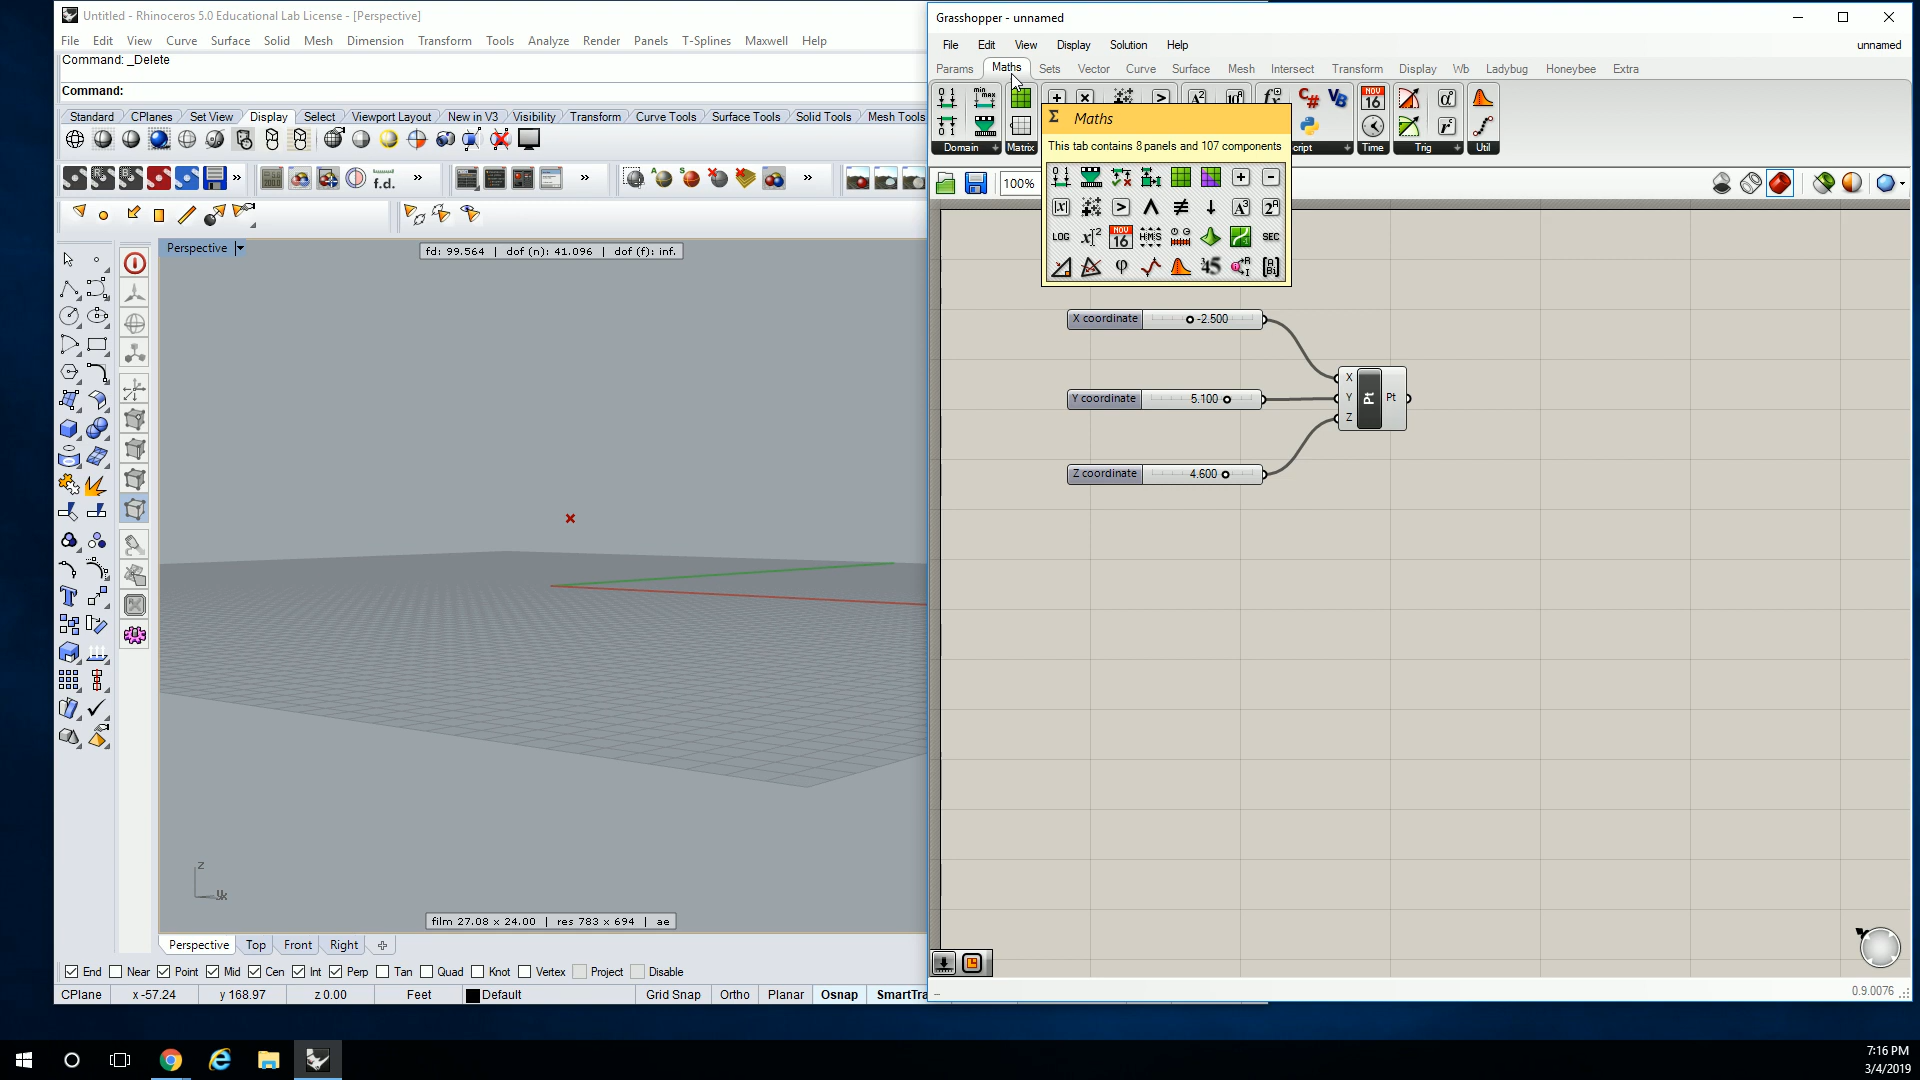 Untitled - Rhinoceros 5.0 Educational Lab License - [Perspective]
File Edit View Curve Surface Solid Mesh Dimension Transform Tools Analyze Render Panels T-Splines Maxwell Help
Command: _Delete
Command:
Standard CPlanes Set View Display Select Viewport Layout New in V3 Visibility Transform Curve Tools Surface Tools Solid Tools Mesh Tools
f.d.
Perspective
fd: 99.564 | dof (n): 41.096 | dof (f): inf.
z
film 27.08 x 24.00 | res 783 x 694 | ae
Perspective Top Front Right
End Near Point Mid Cen Int Perp Tan Quad Knot Vertex Project Disable
CPlane x -57.24 y 168.97 z 0.00 Feet Default Grid Snap Ortho Planar Osnap SmartTra
Grasshopper - unnamed
File Edit View Display Solution Help unnamed
Params Maths Sets Vector Curve Surface Mesh Intersect Transform Display Wb Ladybug Honeybee Extra
Domain Matrix cript Time Trig Util
Maths
This tab contains 8 panels and 107 components
100%
LOG
NOV
16
H:M:S
SEC
X coordinate -2.500
Y coordinate 5.100
Z coordinate 4.600
X
Y Pt Pt
Z
0.9.0076
7:16 PM
3/4/2019